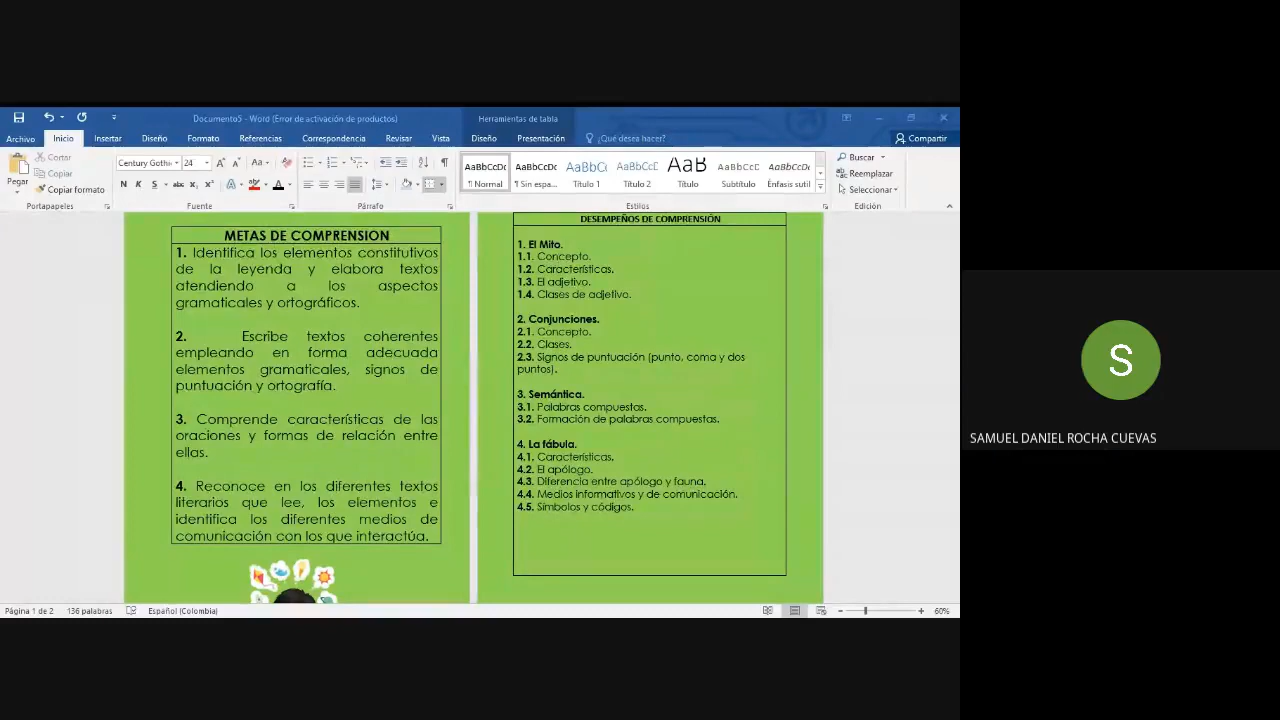 Documento5 - Word (Error de activación de productos)
Herramientas de tabla
Archivo
Inicio
Insertar
Diseño
Formato
Referencias
Correspondencia
Revisar
Vista
Diseño
Presentación
¿Qué desea hacer?
Compartir
Pegar
Cortar
Copiar
Copiar formato
Portapapeles
Century Gothi
24
Aa
N K S abc x₂ x²
Fuente
Párrafo
AaBbCcDc
¶ Normal
AaBbCcDc
¶ Sin espa...
AaBbCc
Título 1
AaBbCcD
Título 2
AaB
Título
AaBbCcD
Subtítulo
AaBbCcDc
Énfasis sutil
Estilos
Buscar
Reemplazar
Seleccionar
Edición
METAS DE COMPRENSION
1. Identifica los elementos constitutivos
de la leyenda y elabora textos
atendiendo a los aspectos
gramaticales y ortográficos.
2. Escribe textos coherentes
empleando en forma adecuada
elementos gramaticales, signos de
puntuación y ortografía.
3. Comprende características de las
oraciones y formas de relación entre
ellas.
4. Reconoce en los diferentes textos
literarios que lee, los elementos e
identifica los diferentes medios de
comunicación con los que interactúa.
DESEMPEÑOS DE COMPRENSIÓN
1. El Mito.
1.1. Concepto.
1.2. Características.
1.3. El adjetivo.
1.4. Clases de adjetivo.
2. Conjunciones.
2.1. Concepto.
2.2. Clases.
2.3. Signos de puntuación (punto, coma y dos
puntos).
3. Semántica.
3.1. Palabras compuestas.
3.2. Formación de palabras compuestas.
4. La fábula.
4.1. Características.
4.2. El apólogo.
4.3. Diferencia entre apólogo y fauna.
4.4. Medios informativos y de comunicación.
4.5. Símbolos y códigos.
Página 1 de 2
136 palabras
Español (Colombia)
60%
S
SAMUEL DANIEL ROCHA CUEVAS